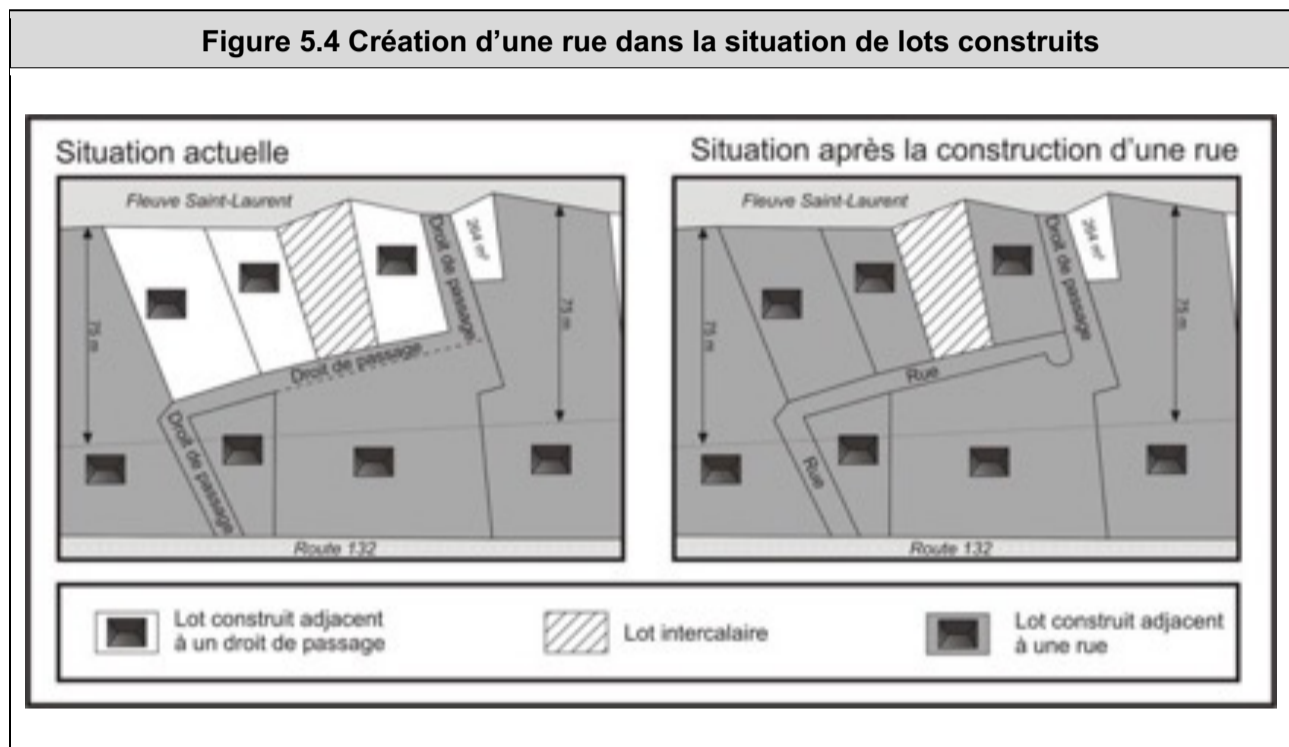 Figure 5.4 Création d’une rue dans la situation de lots construits
Situation actuelle
Fleuve Saint-Laurent
75 m
264 m²
75 m
Droit de passage
Droit de passage
Droit de passage
Route 132
Situation après la construction d’une rue
Fleuve Saint-Laurent
75 m
264 m²
75 m
Droit de passage
Rue
Rue
Route 132
Lot construit adjacent
à un droit de passage
Lot intercalaire
Lot construit adjacent
à une rue